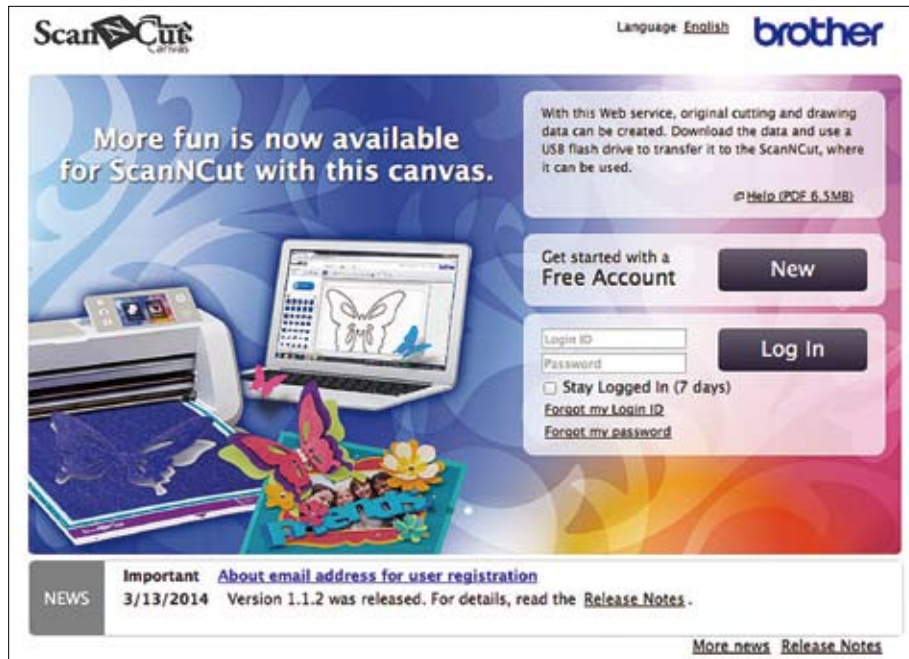 ScanNCut
Canvas
Language English
brother
More fun is now available
for ScanNCut with this canvas.
With this Web service, original cutting and drawing
data can be created. Download the data and use a
USB flash drive to transfer it to the ScanNCut, where
it can be used.
Help (PDF 6.5MB)
Get started with a
Free Account
New
Login ID
Password
Log In
Stay Logged In (7 days)
Forgot my Login ID
Forgot my password
friends
NEWS
Important About email address for user registration
3/13/2014 Version 1.1.2 was released. For details, read the Release Notes.
More news Release Notes